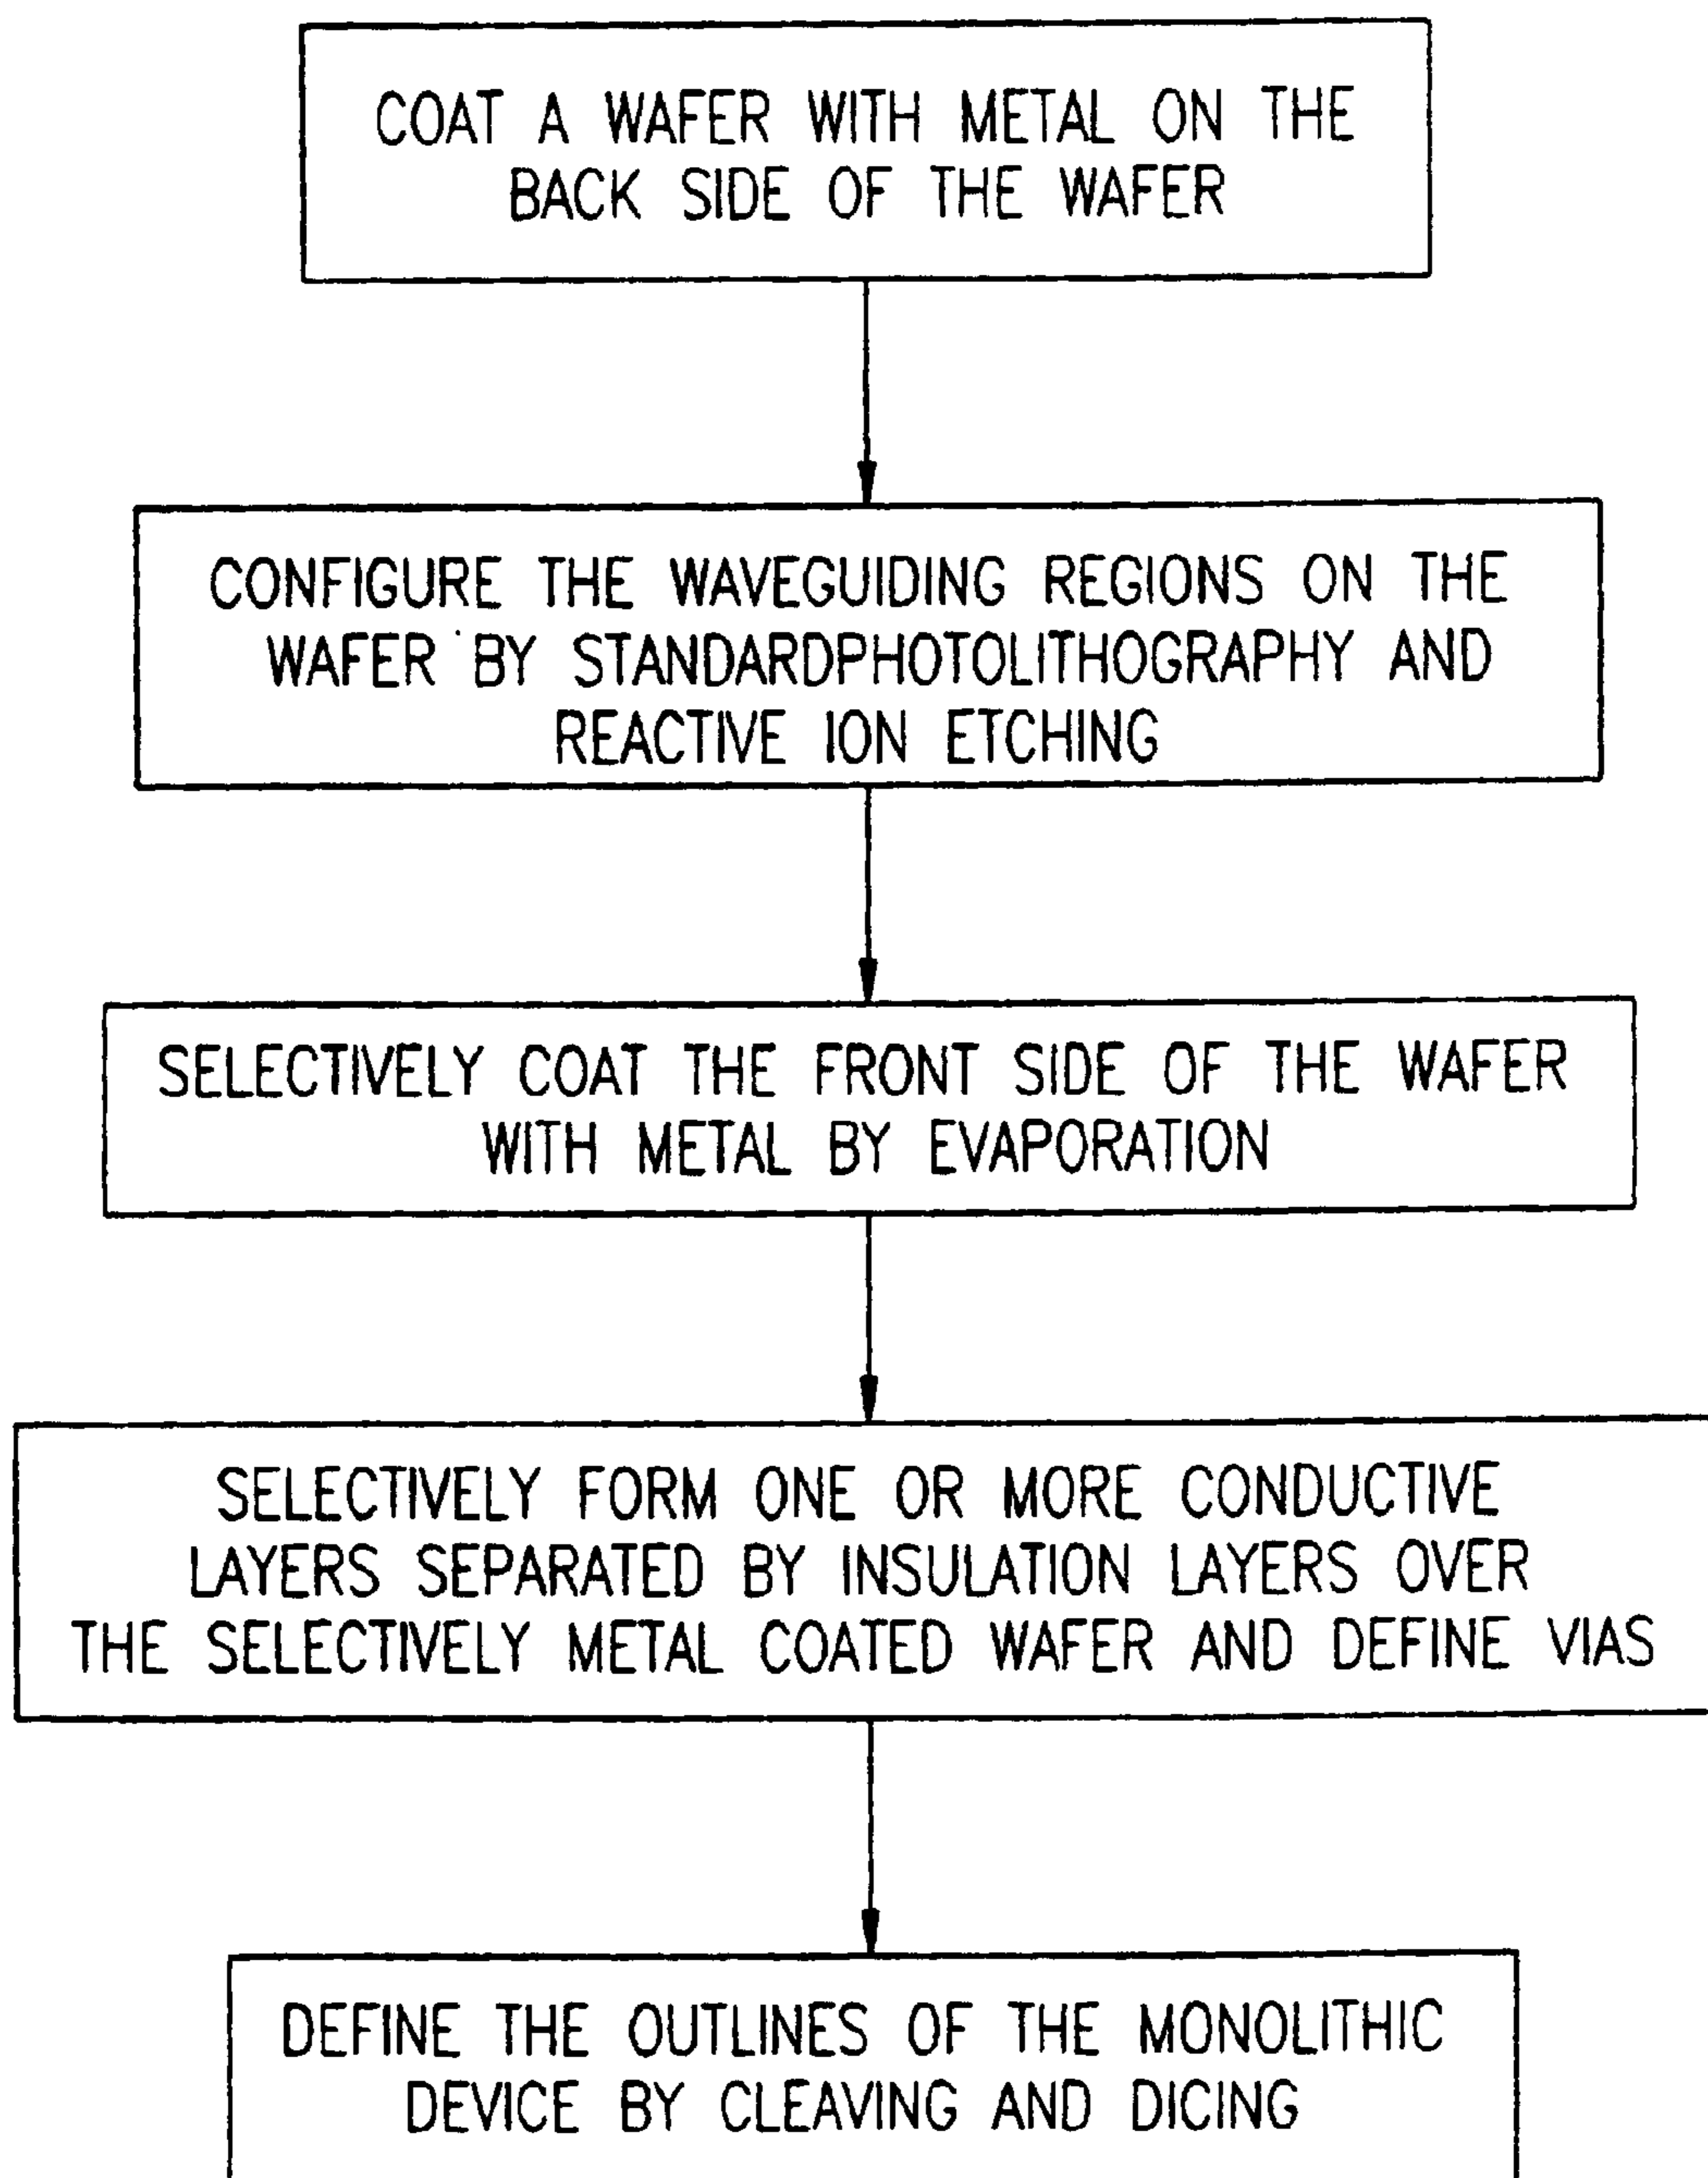 COAT A WAFER WITH METAL ON THE
BACK SIDE OF THE WAFER
CONFIGURE THE WAVEGUIDING REGIONS ON THE
WAFER BY STANDARDPHOTOLITHOGRAPHY AND
REACTIVE ION ETCHING
SELECTIVELY COAT THE FRONT SIDE OF THE WAFER
WITH METAL BY EVAPORATION
SELECTIVELY FORM ONE OR MORE CONDUCTIVE
LAYERS SEPARATED BY INSULATION LAYERS OVER
THE SELECTIVELY METAL COATED WAFER AND DEFINE VIAS
DEFINE THE OUTLINES OF THE MONOLITHIC
DEVICE BY CLEAVING AND DICING